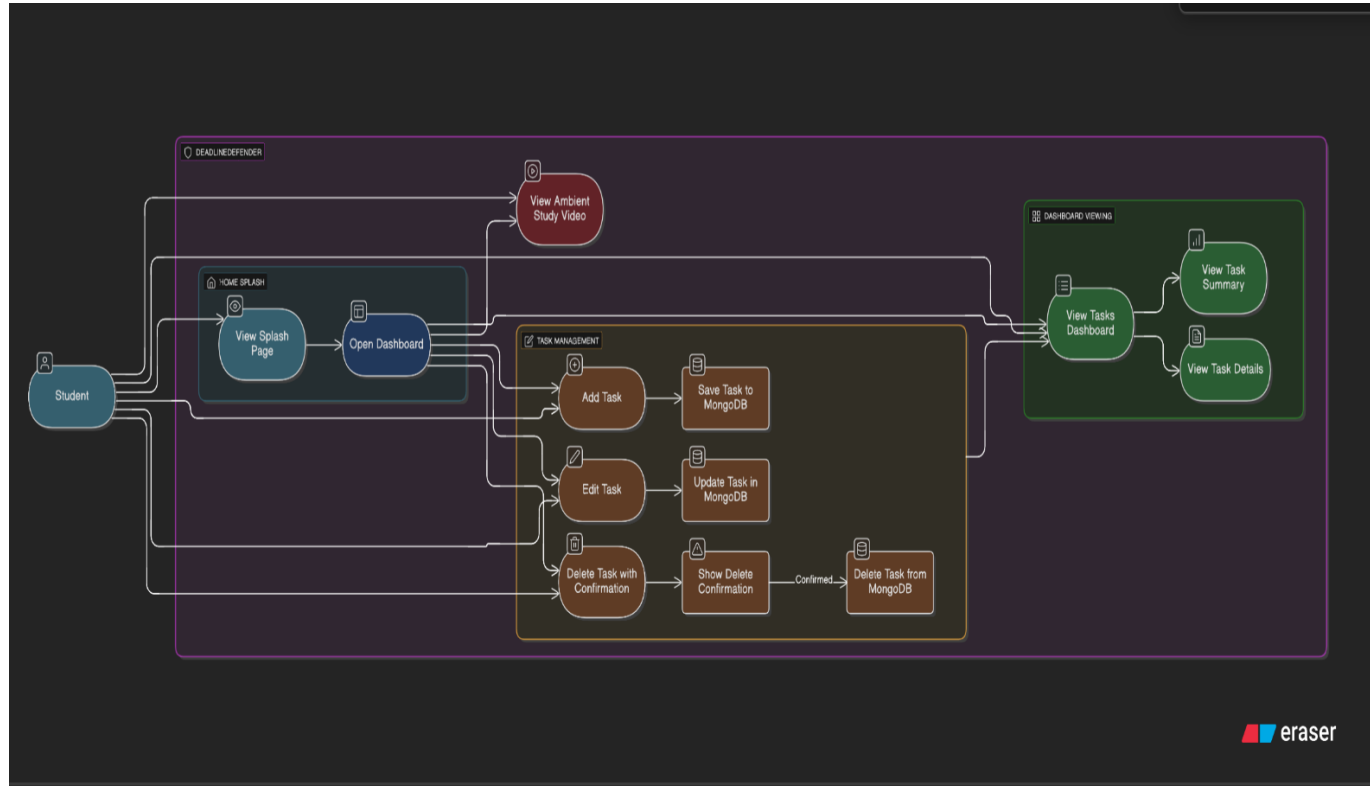 DEADLINEDEFENDER
View Ambient
Study Video
DASHBOARD VIEWING
View Task
Summary
HOME SPLASH
View Splash
Page
Open Dashboard
View Tasks
Dashboard
View Task Details
TASK MANAGEMENT
Student
Add Task
Save Task to
MongoDB
Edit Task
Update Task in
MongoDB
Delete Task with
Confirmation
Show Delete
Confirmation
Confirmed
Delete Task from
MongoDB
eraser